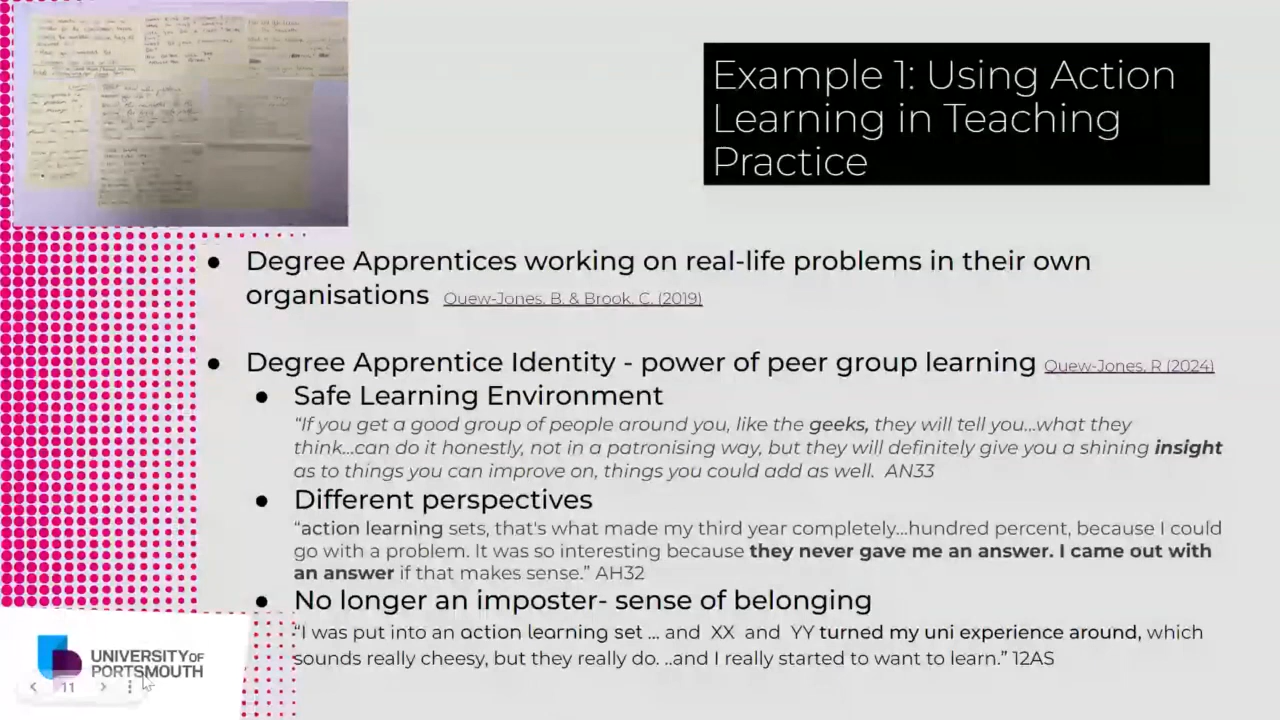 Example 1: Using Action
Learning in Teaching
Practice
● Degree Apprentices working on real-life problems in their own
organisations Quew-Jones, B. & Brook, C. (2019)
● Degree Apprentice Identity - power of peer group learning Quew-Jones, R (2024)
● Safe Learning Environment
“If you get a good group of people around you, like the geeks, they will tell you...what they
think...can do it honestly, not in a patronising way, but they will definitely give you a shining insight
as to things you can improve on, things you could add as well. AN33
● Different perspectives
“action learning sets, that's what made my third year completely...hundred percent, because I could
go with a problem. It was so interesting because they never gave me an answer. I came out with
an answer if that makes sense.” AH32
● No longer an imposter- sense of belonging
“I was put into an action learning set ... and XX and YY turned my uni experience around, which
sounds really cheesy, but they really do. ..and I really started to want to learn.” 12AS
UNIVERSITY OF
PORTSMOUTH
11